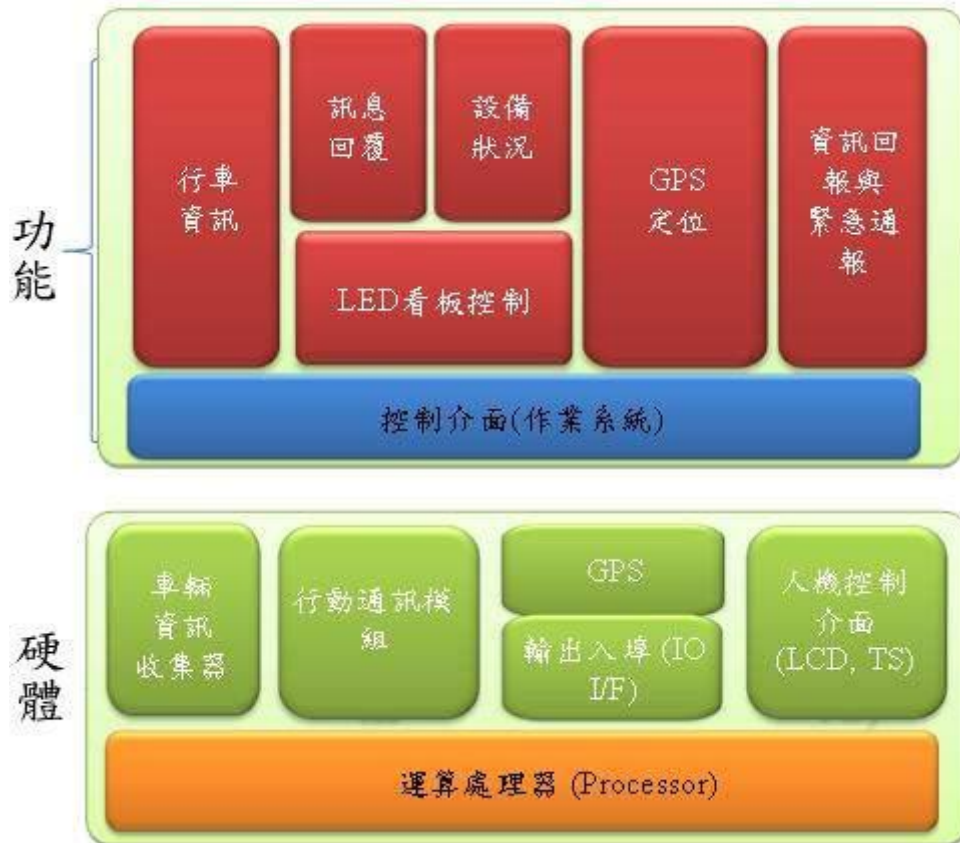 功
能
行車
資訊
訊息
回覆
設備
狀況
LED看板控制
GPS
定位
資訊回
報與
緊急通
報
控制介面(作業系統)
硬
體
車輛
資訊
收集器
行動通訊模
組
GPS
輸出入埠 (IO
I/F)
人機控制
介面
(LCD, TS)
運算處理器 (Processor)